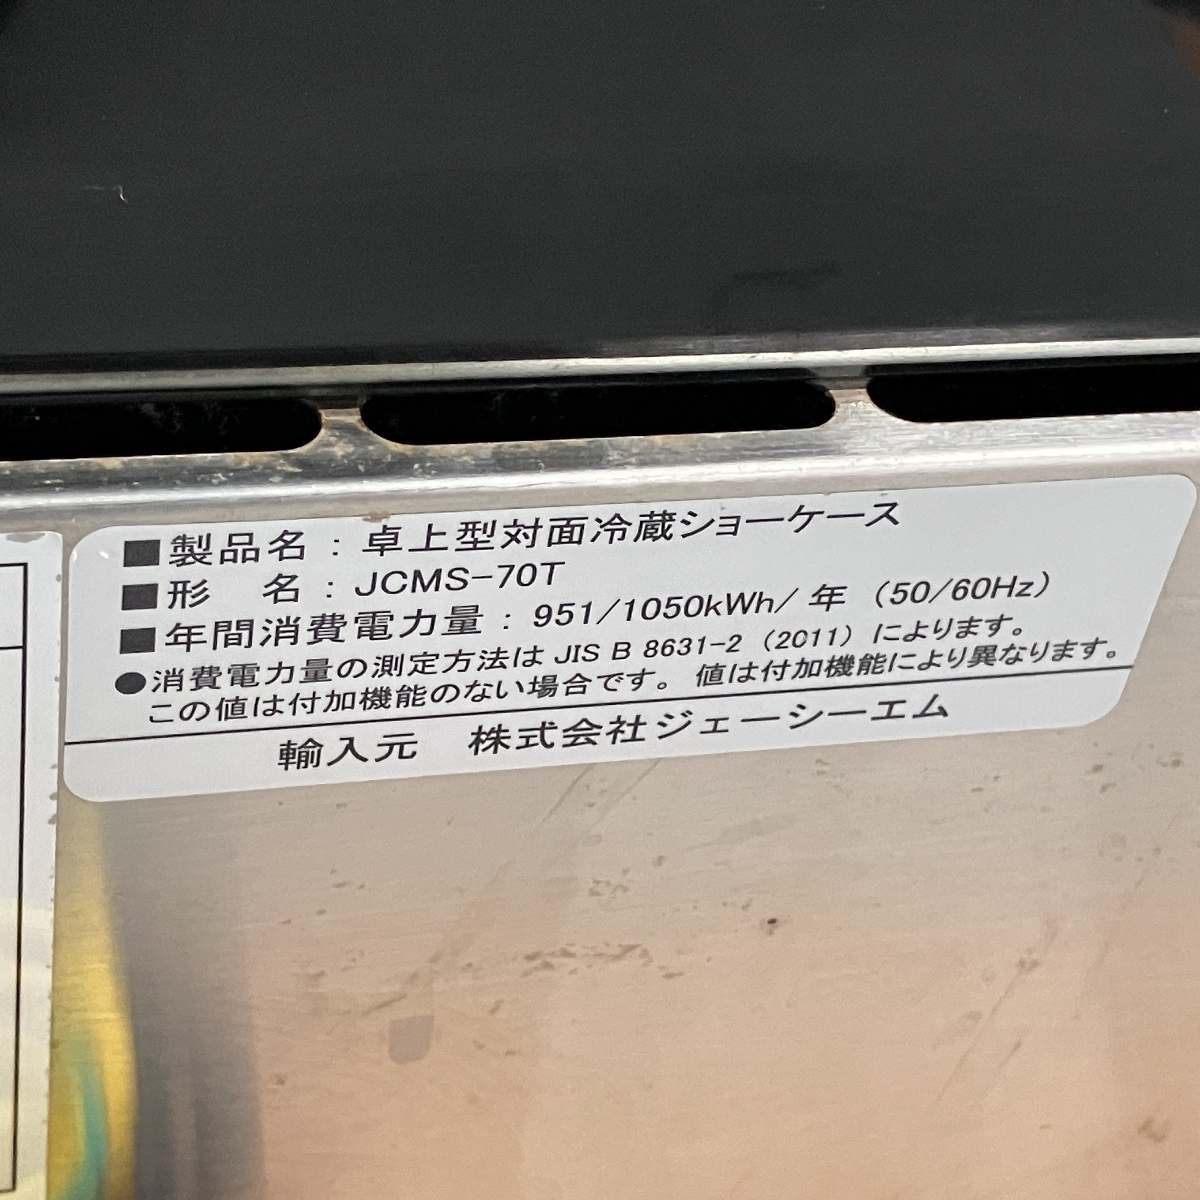 ■製品名：卓上型対面冷蔵ショーケース
■形　名：JCMS-70T
■年間消費電力量：951/1050kWh/年（50/60Hz）
●消費電力量の測定方法は JIS B 8631-2（2011）によります。
この値は付加機能のない場合です。値は付加機能により異なります。
輸入元　株式会社ジェーシーエム